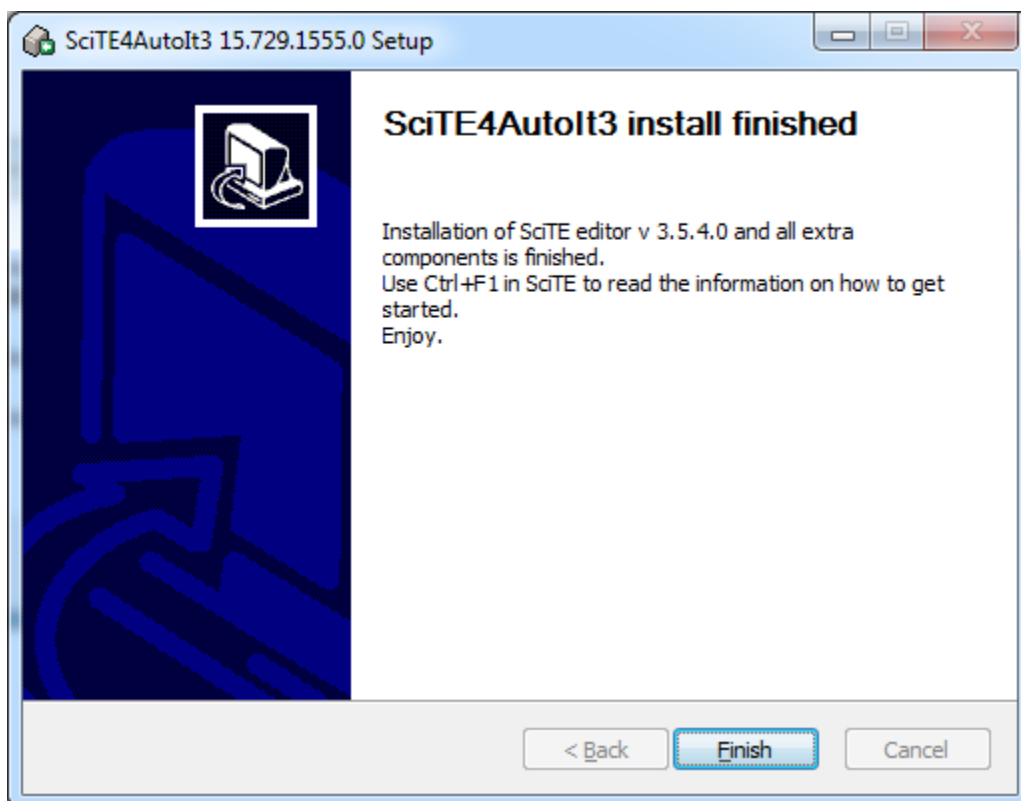 SciTE4AutoIt3 15.729.1555.0 Setup
SciTE4AutoIt3 install finished
Installation of SciTE editor v 3.5.4.0 and all extra
components is finished.
Use Ctrl+F1 in SciTE to read the information on how to get
started.
Enjoy.
< Back
Finish
Cancel